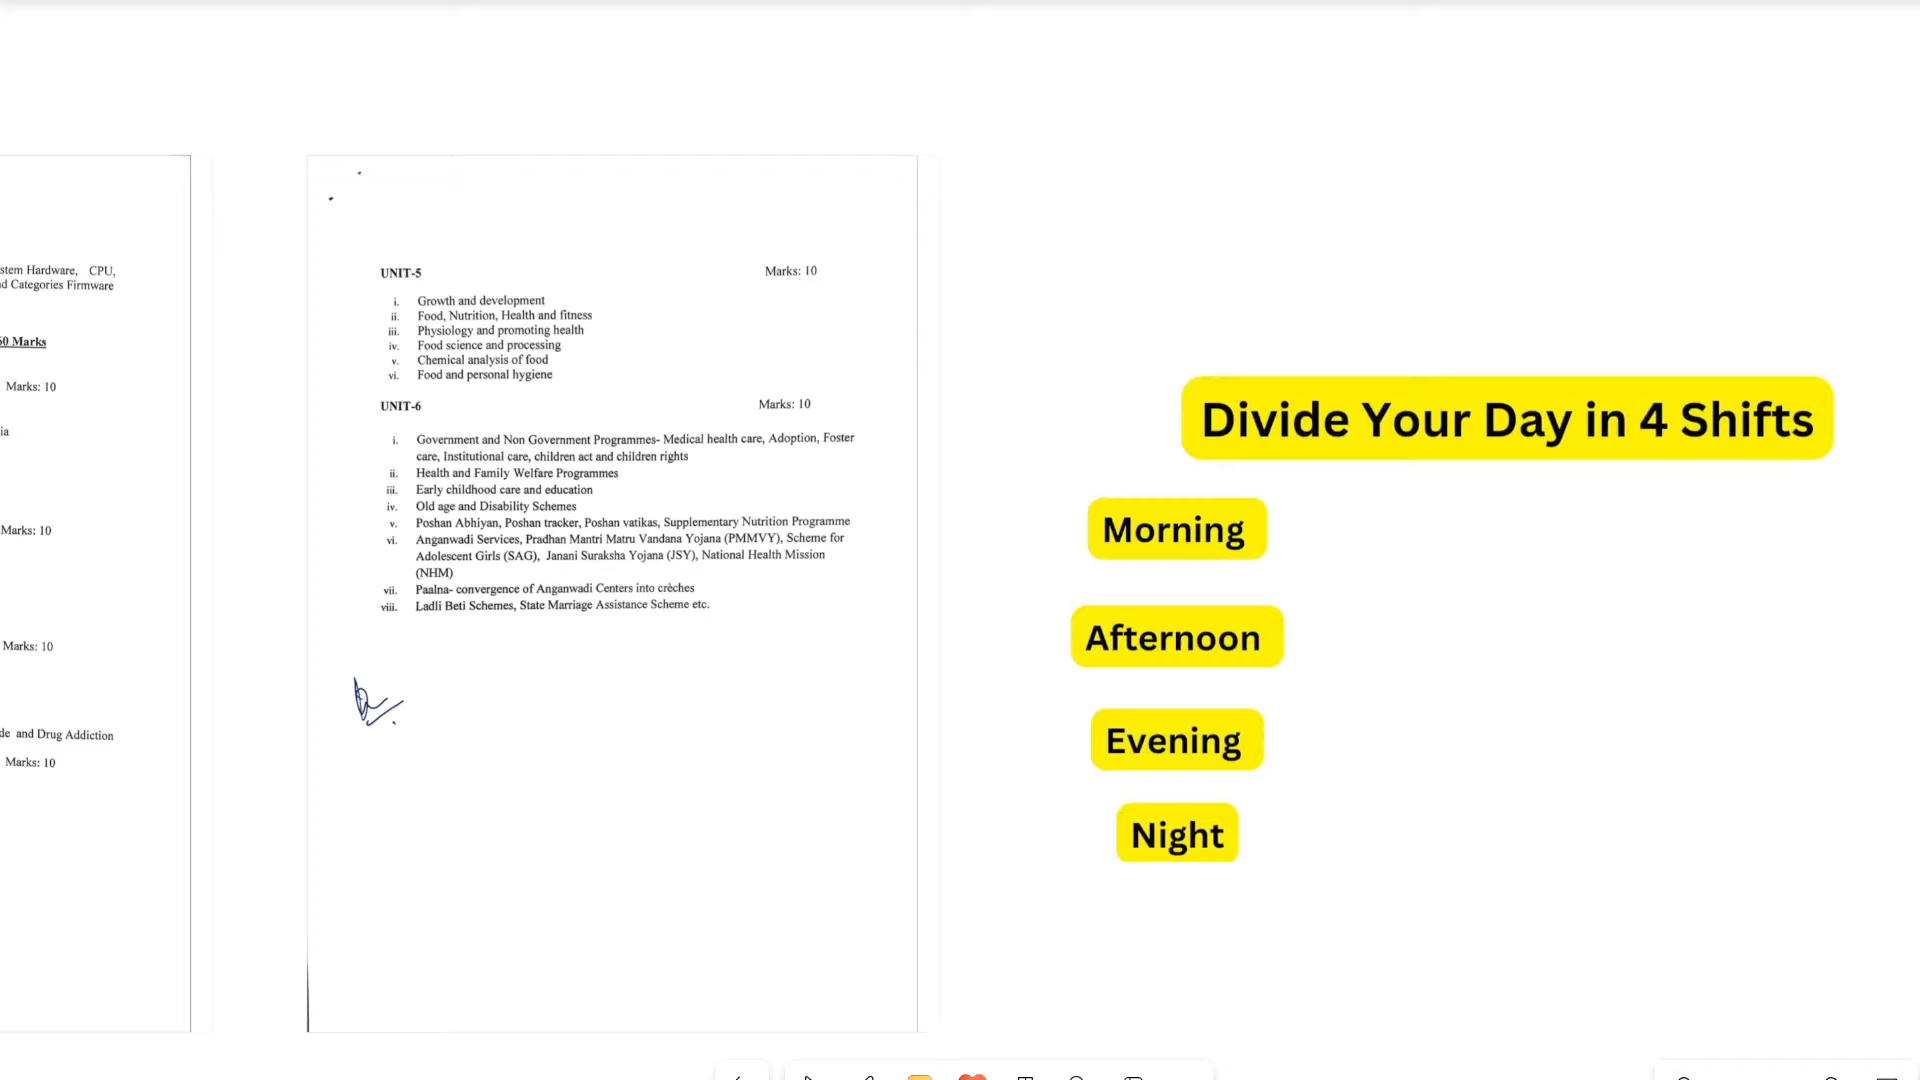 stem Hardware, CPU,
d Categories Firmware
60 Marks
Marks: 10
ia
Marks: 10
Marks: 10
de and Drug Addiction
Marks: 10
UNIT-5 Marks: 10
i. Growth and development
ii. Food, Nutrition, Health and fitness
iii. Physiology and promoting health
iv. Food science and processing
v. Chemical analysis of food
vi. Food and personal hygiene
UNIT-6 Marks: 10
i. Government and Non Government Programmes- Medical health care, Adoption, Foster
care, Institutional care, children act and children rights
ii. Health and Family Welfare Programmes
iii. Early childhood care and education
iv. Old age and Disability Schemes
v. Poshan Abhiyan, Poshan tracker, Poshan vatikas, Supplementary Nutrition Programme
vi. Anganwadi Services, Pradhan Mantri Matru Vandana Yojana (PMMVY), Scheme for
Adolescent Girls (SAG), Janani Suraksha Yojana (JSY), National Health Mission
(NHM)
vii. Paalna- convergence of Anganwadi Centers into crèches
viii. Ladli Beti Schemes, State Marriage Assistance Scheme etc.
Divide Your Day in 4 Shifts
Morning
Afternoon
Evening
Night